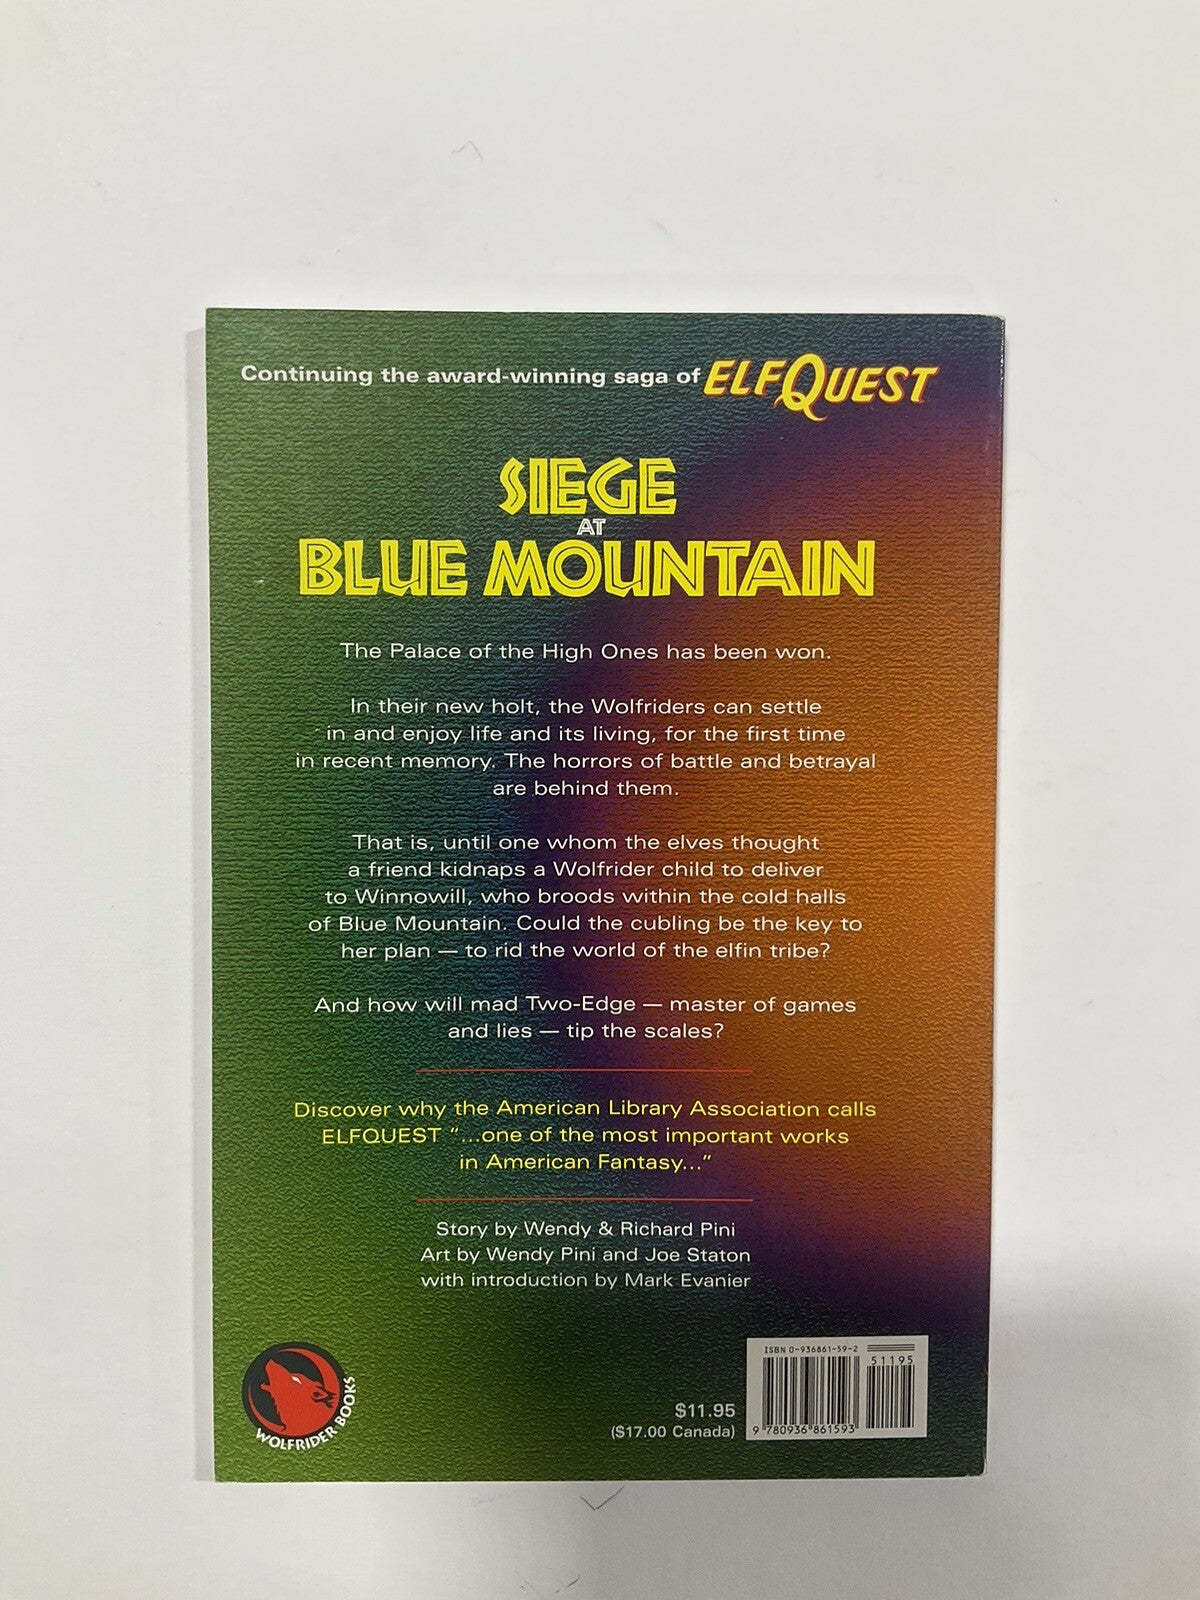 Continuing the award-winning saga of ELFQUEST
SIEGE
AT
BLUE MOUNTAIN
The Palace of the High Ones has been won.
In their new holt, the Wolfriders can settle
in and enjoy life and its living, for the first time
in recent memory. The horrors of battle and betrayal
are behind them.
That is, until one whom the elves thought
a friend kidnaps a Wolfrider child to deliver
to Winnowill, who broods within the cold halls
of Blue Mountain. Could the cubling be the key to
her plan — to rid the world of the elfin tribe?
And how will mad Two-Edge — master of games
and lies — tip the scales?
Discover why the American Library Association calls
ELFQUEST “...one of the most important works
in American Fantasy...”
Story by Wendy & Richard Pini
Art by Wendy Pini and Joe Staton
with introduction by Mark Evanier
WOLFRIDER BOOKS
$11.95
($17.00 Canada)
ISBN 0-936861-59-2
51195
9 780936 861593